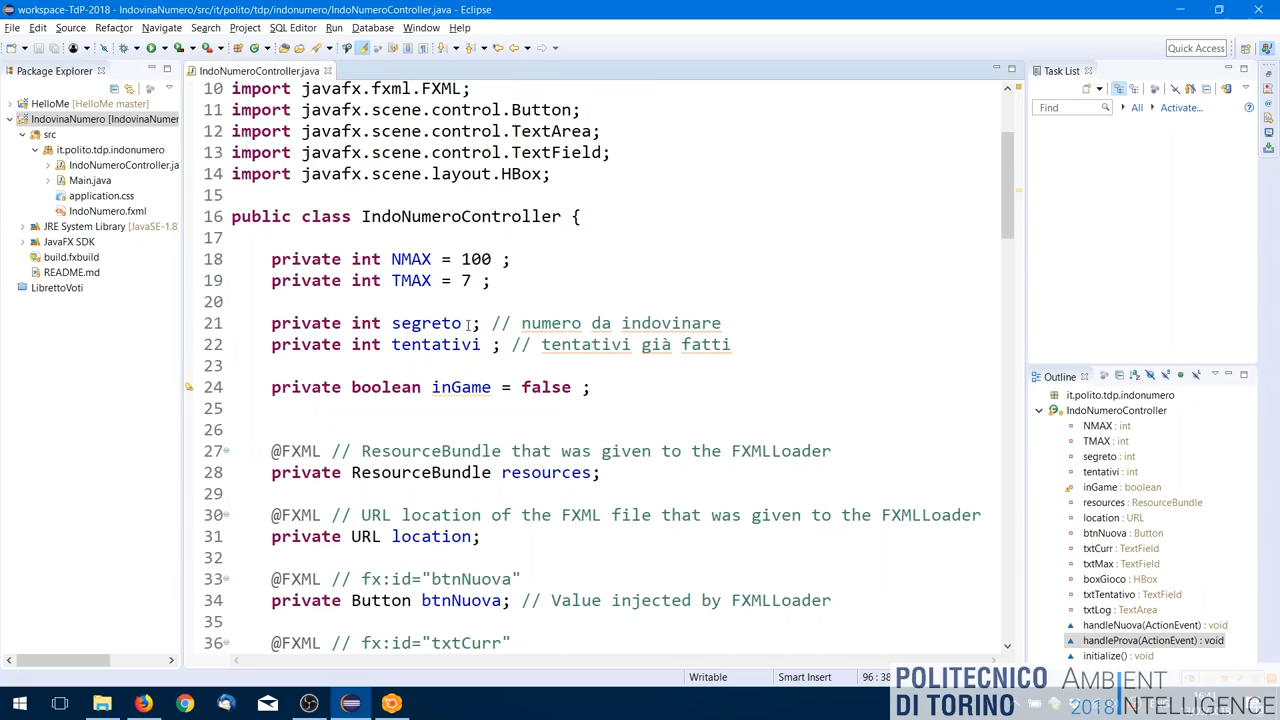 workspace-TdP-2018 - IndovinaNumero/src/it/polito/tdp/indonumero/IndoNumeroController.java - Eclipse
File Edit Source Refactor Navigate Search Project SQL Editor Run Database Window Help
Quick Access
Package Explorer
HelloMe [HelloMe master]
IndovinaNumero [IndovinaNumer
src
it.polito.tdp.indonumero
IndoNumeroController.ja
Main.java
application.css
IndoNumero.fxml
JRE System Library [JavaSE-1.8]
JavaFX SDK
build.fxbuild
README.md
LibrettoVoti
IndoNumeroController.java
10 import javafx.fxml.FXML;
11 import javafx.scene.control.Button;
12 import javafx.scene.control.TextArea;
13 import javafx.scene.control.TextField;
14 import javafx.scene.layout.HBox;
15
16 public class IndoNumeroController {
17
18 private int NMAX = 100 ;
19 private int TMAX = 7 ;
20
21 private int segreto ; // numero da indovinare
22 private int tentativi ; // tentativi già fatti
23
24 private boolean inGame = false ;
25
26
27 @FXML // ResourceBundle that was given to the FXMLLoader
28 private ResourceBundle resources;
29
30 @FXML // URL location of the FXML file that was given to the FXMLLoader
31 private URL location;
32
33 @FXML // fx:id="btnNuova"
34 private Button btnNuova; // Value injected by FXMLLoader
35
36 @FXML // fx:id="txtCurr"
Task List
Find All Activate...
Outline
it.polito.tdp.indonumero
IndoNumeroController
NMAX : int
TMAX : int
segreto : int
tentativi : int
inGame : boolean
resources : ResourceBundle
location : URL
btnNuova : Button
txtCurr : TextField
txtMax : TextField
boxGioco : HBox
txtTentativo : TextField
txtLog : TextArea
handleNuova(ActionEvent) : void
handleProva(ActionEvent) : void
initialize() : void
Writable Smart Insert 96 : 38
POLITECNICO
DI TORINO
AMBIENT
2018 INTELLIGENCE